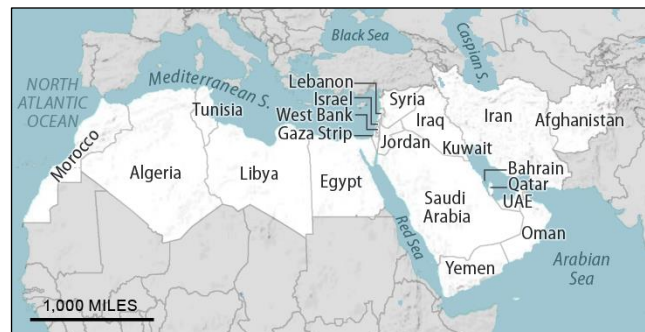 Black Sea
Caspian S.
NORTH
ATLANTIC
OCEAN
Mediterranean S.
Lebanon
Israel
West Bank
Gaza Strip
Syria
Iraq
Iran
Afghanistan
Tunisia
Morocco
Jordan
Kuwait
Algeria
Libya
Egypt
Saudi
Arabia
Bahrain
Qatar
UAE
Oman
Red Sea
Yemen
Arabian
Sea
1,000 MILES